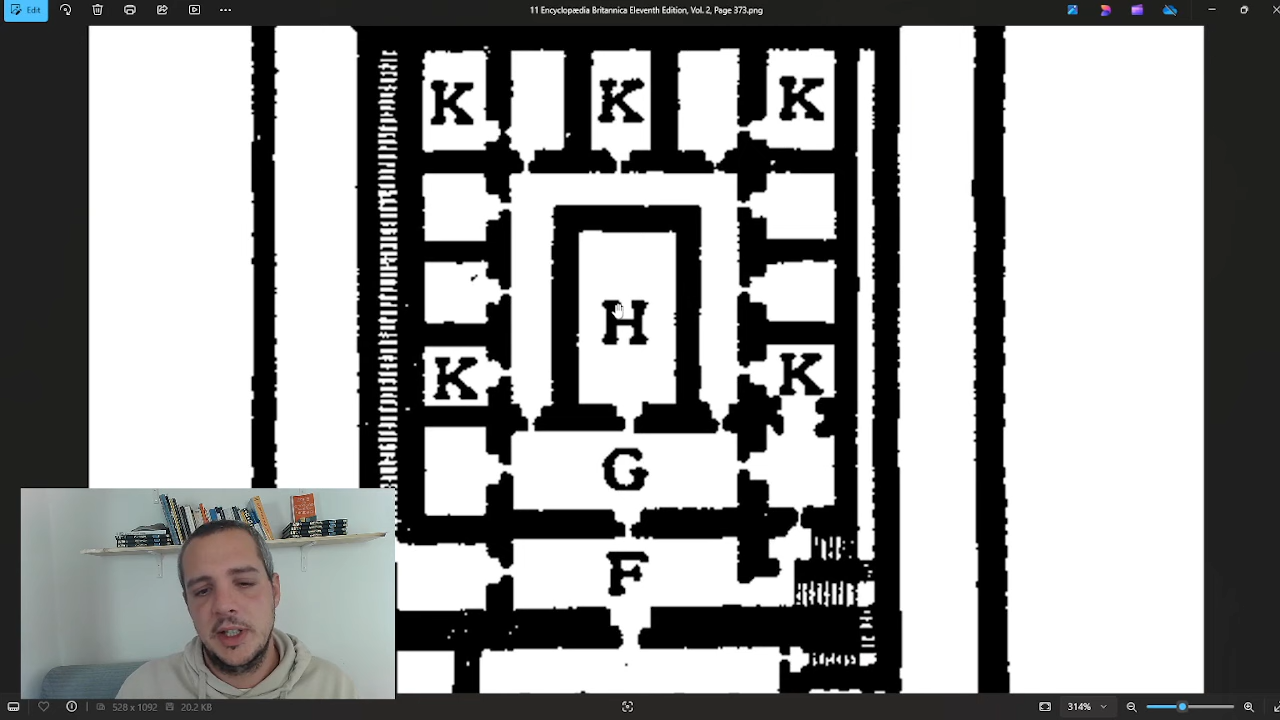 Edit
11 Encyclopædia Britannica Eleventh Edition, Vol. 2, Page 373.png
K K K
H
K K
G
F
528 x 1092 20.2 KB
314%